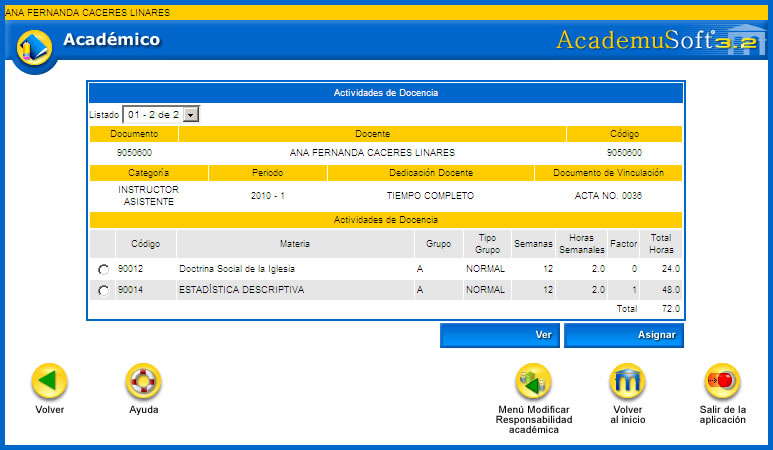 ANA FERNANDA CACERES LINARES
Académico
AcademuSoft 3.2
Actividades de Docencia
Listado 01 - 2 de 2
Documento Docente Código
9050600 ANA FERNANDA CACERES LINARES 9050600
Categoría Periodo Dedicación Docente Documento de Vinculación
INSTRUCTOR ASISTENTE 2010 - 1 TIEMPO COMPLETO ACTA NO. 0036
Actividades de Docencia
Código Materia Grupo Tipo Grupo Semanas Horas Semanales Factor Total Horas
90012 Doctrina Social de la Iglesia A NORMAL 12 2.0 0 24.0
90014 ESTADÍSTICA DESCRIPTIVA A NORMAL 12 2.0 1 48.0
Total 72.0
Ver Asignar
Volver
Ayuda
Menú Modificar
Responsabilidad
académica
Volver
al inicio
Salir de la
aplicación